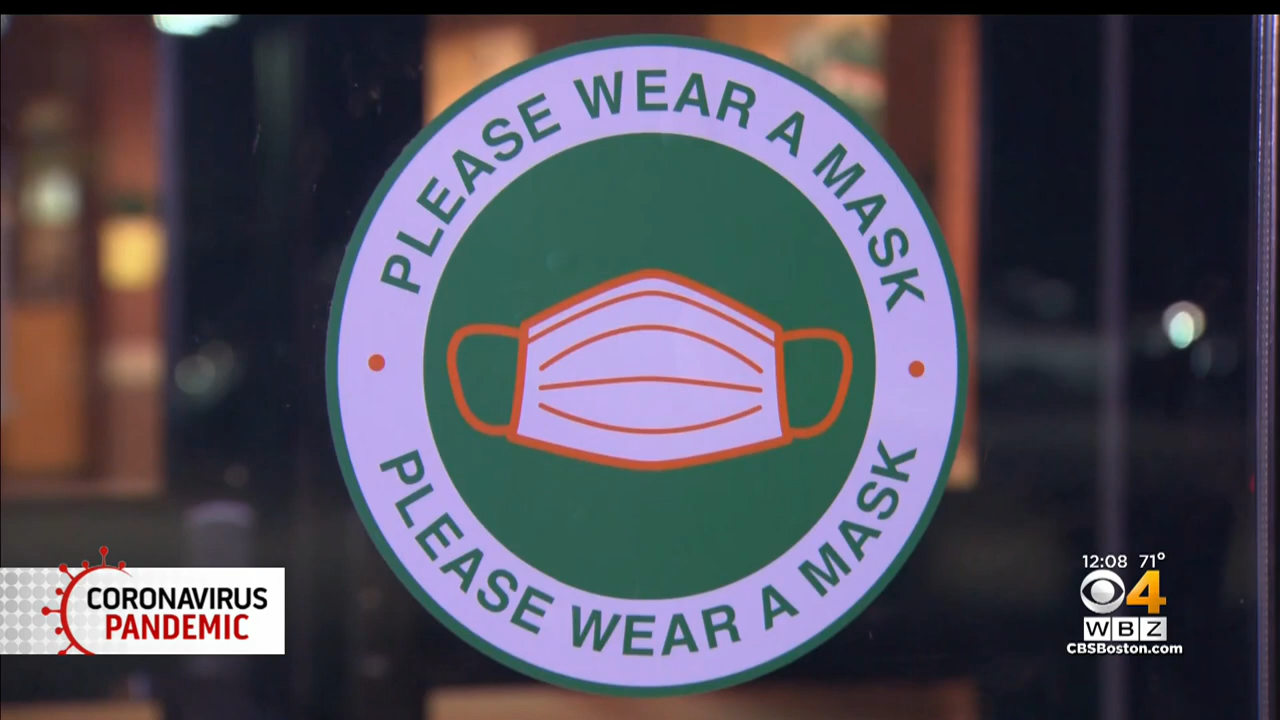 PLEASE WEAR A MASK
PLEASE WEAR A MASK
CORONAVIRUS
PANDEMIC
12:08 71°
4
WBZ
CBSBoston.com